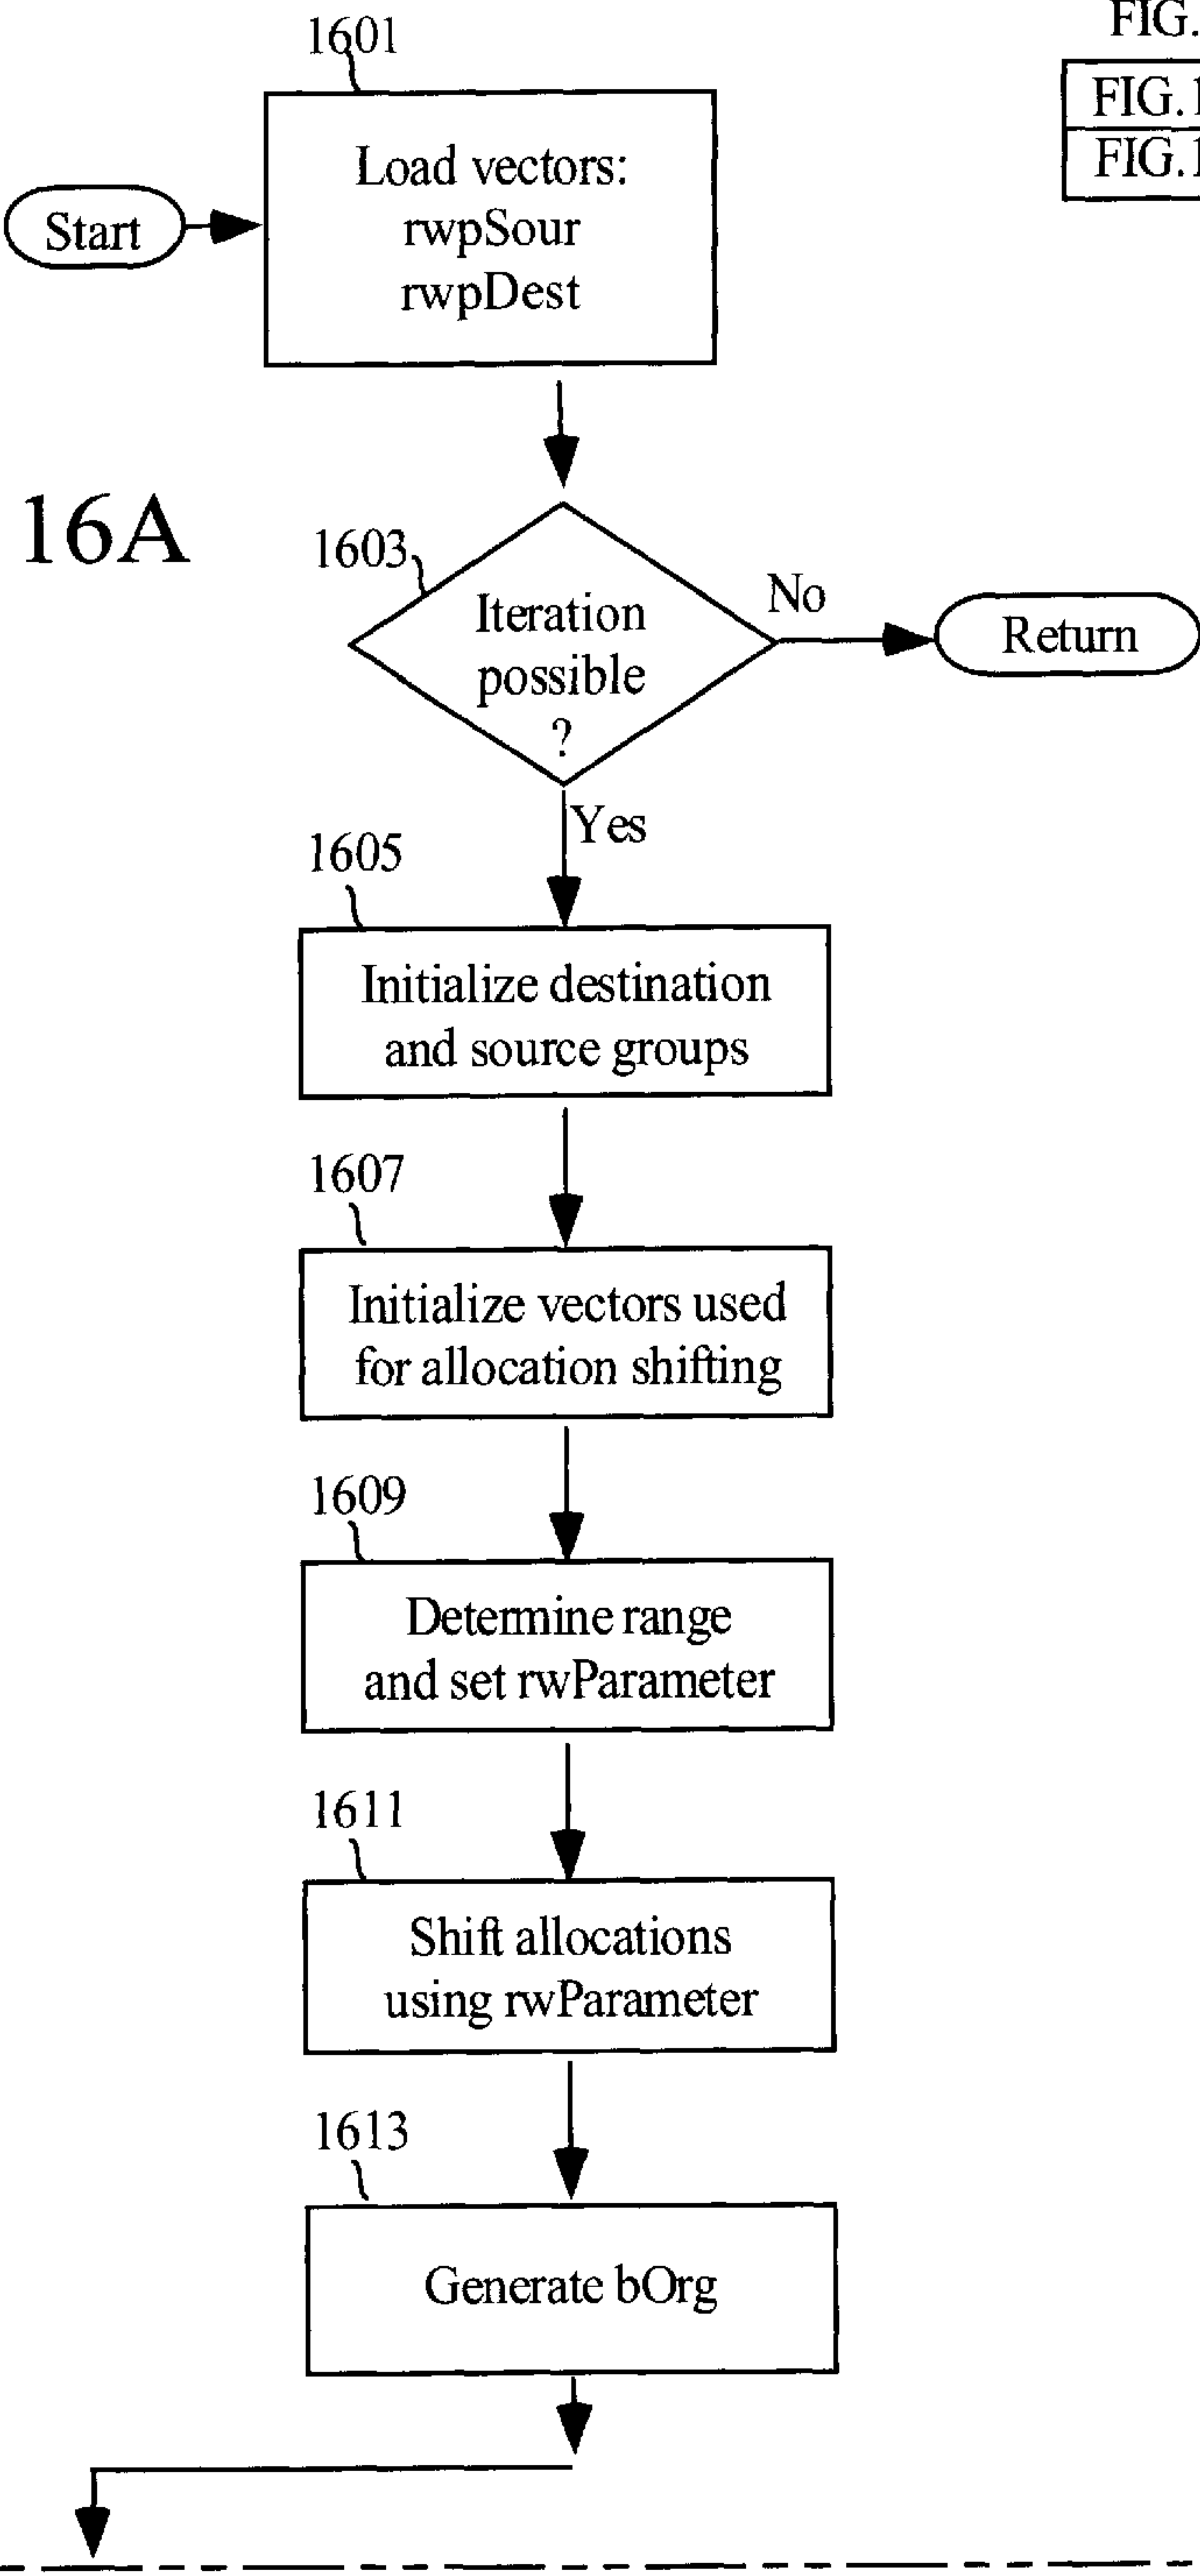 FIG.
FIG.1
FIG.1
1601
Load vectors:
rwpSour
rwpDest
Start
16A
1603
Iteration
possible
?
No
Return
Yes
1605
Initialize destination
and source groups
1607
Initialize vectors used
for allocation shifting
1609
Determine range
and set rwParameter
1611
Shift allocations
using rwParameter
1613
Generate bOrg